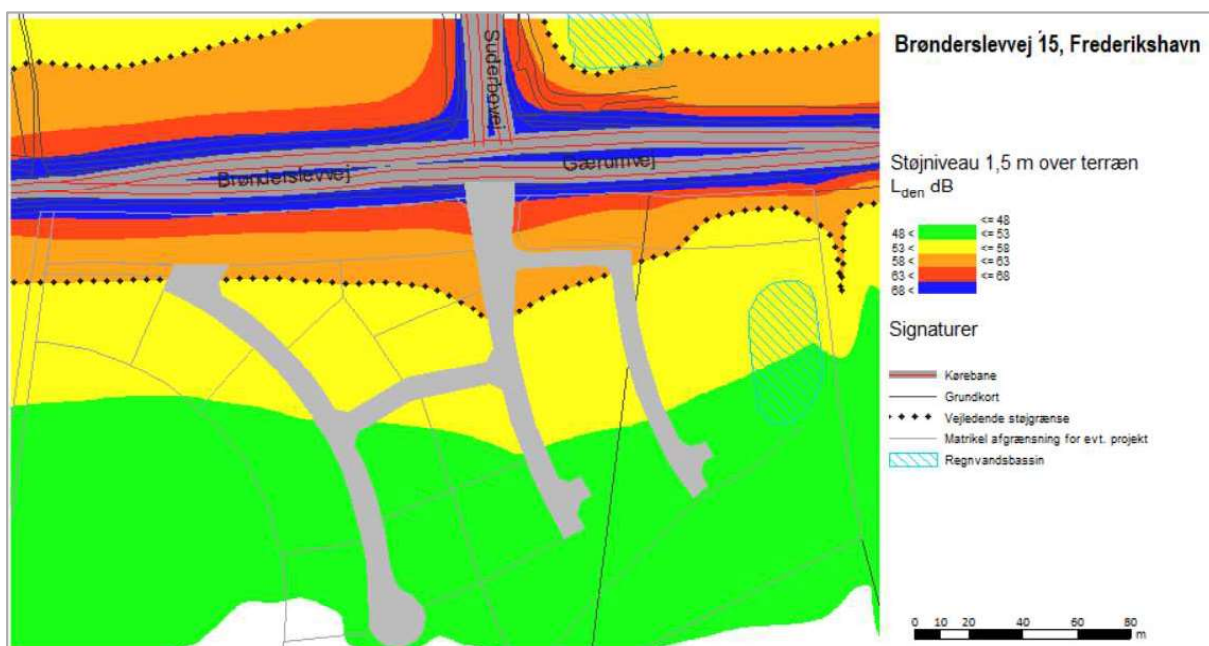 Brønderslevvej 15, Frederikshavn
Suderbovej
Gærumvej
Brønderslevvej
Støjniveau 1,5 m over terræn
Lden dB
<= 48
48 < <= 53
53 < <= 58
58 < <= 63
63 < <= 68
68 <
Signaturer
Kørebane
Grundkort
Vejledende støjgrænse
Matrikel afgrænsning for evt. projekt
Regnvandsbassin
0 10 20 40 60 80
m